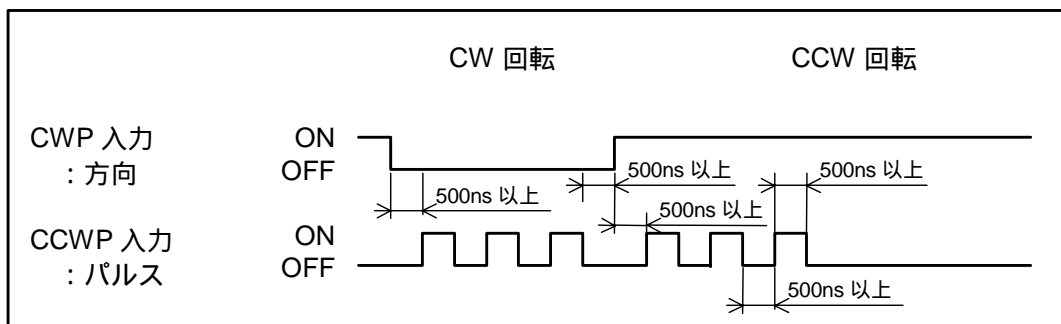 CW 回転 CCW 回転
CWP 入力 ON
:方向 OFF
500ns 以上 500ns 以上
500ns 以上 500ns 以上
CCWP 入力 ON
:パルス OFF
500ns 以上